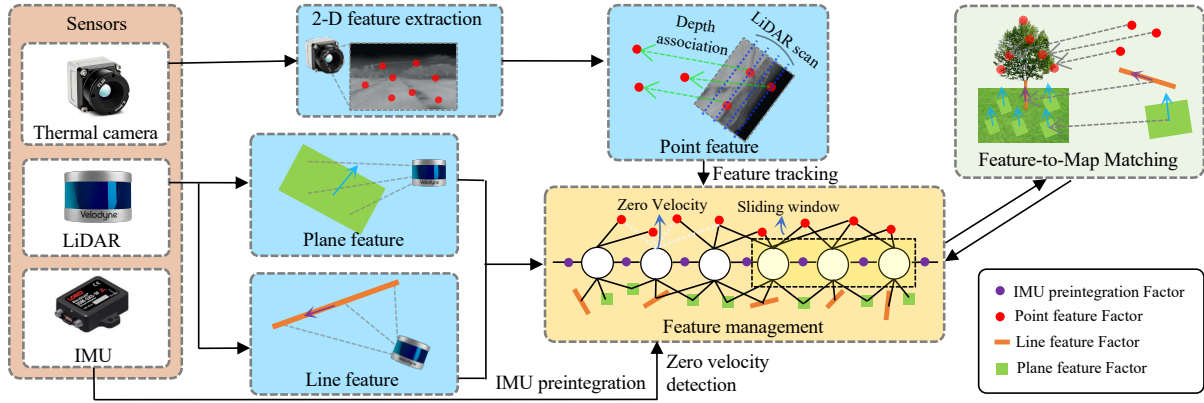 Sensors
Thermal camera
Velodyne
LiDAR
IMU
2-D feature extraction
Plane feature
Velodyne
Line feature
Depth
association
LiDAR scan
Point feature
Feature tracking
Zero Velocity
Sliding window
Feature management
IMU preintegration
Zero velocity
detection
Feature-to-Map Matching
IMU preintegration Factor
Point feature Factor
Line feature Factor
Plane feature Factor